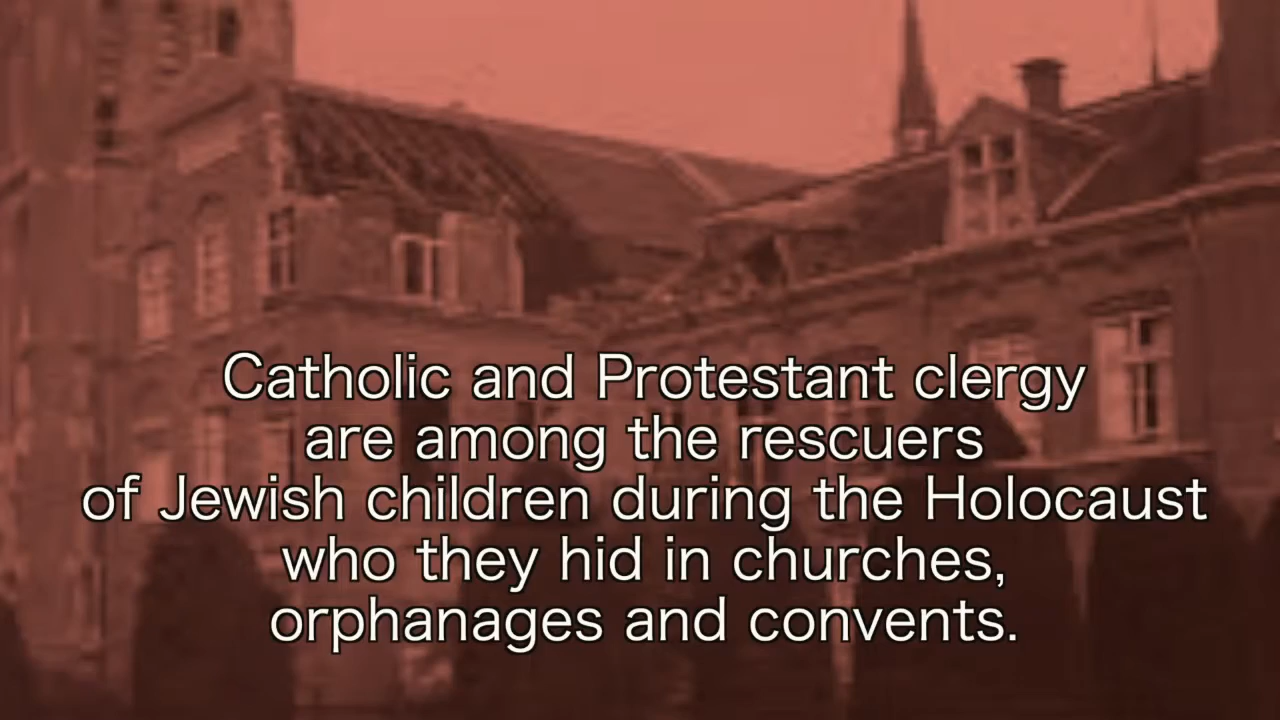 Catholic and Protestant clergy
are among the rescuers
of Jewish children during the Holocaust
who they hid in churches,
orphanages and convents.